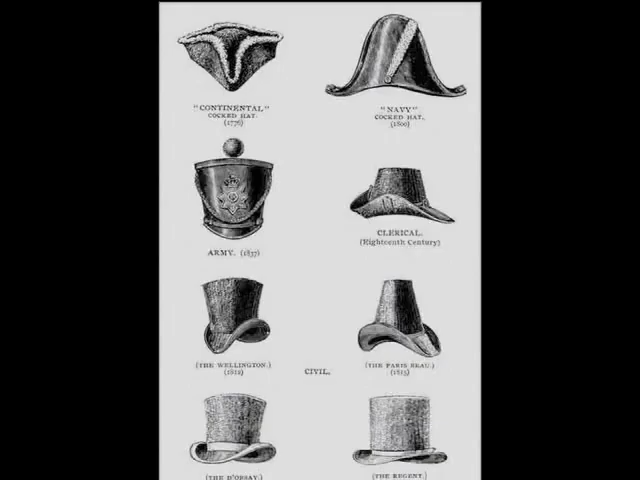 "CONTINENTAL"
COCKED HAT.
(1776)
"NAVY"
COCKED HAT.
(1800)
ARMY. (1837)
CLERICAL.
(Eighteenth Century)
(THE WELLINGTON.)
(1812)
CIVIL.
(THE PARIS BEAU.)
(1815)
(THE D'ORSAY.)
(THE REGENT.)